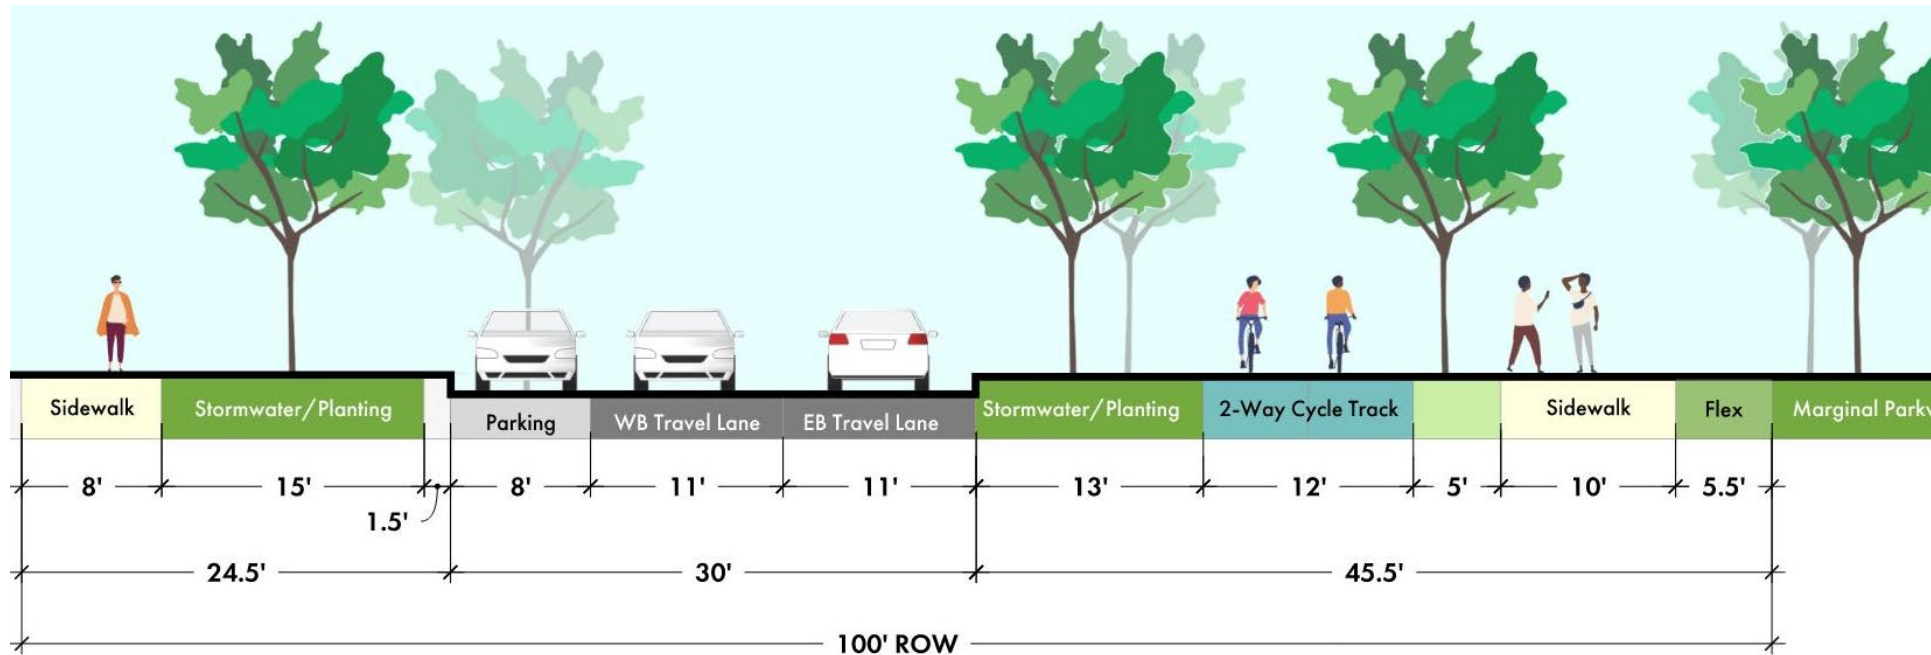 Sidewalk
Stormwater/Planting
Parking
WB Travel Lane
EB Travel Lane
Stormwater/Planting
2-Way Cycle Track
Sidewalk
Flex
Marginal
8'
15'
1.5'
8'
11'
11'
13'
12'
5'
10'
5.5'
24.5'
30'
45.5'
100' ROW